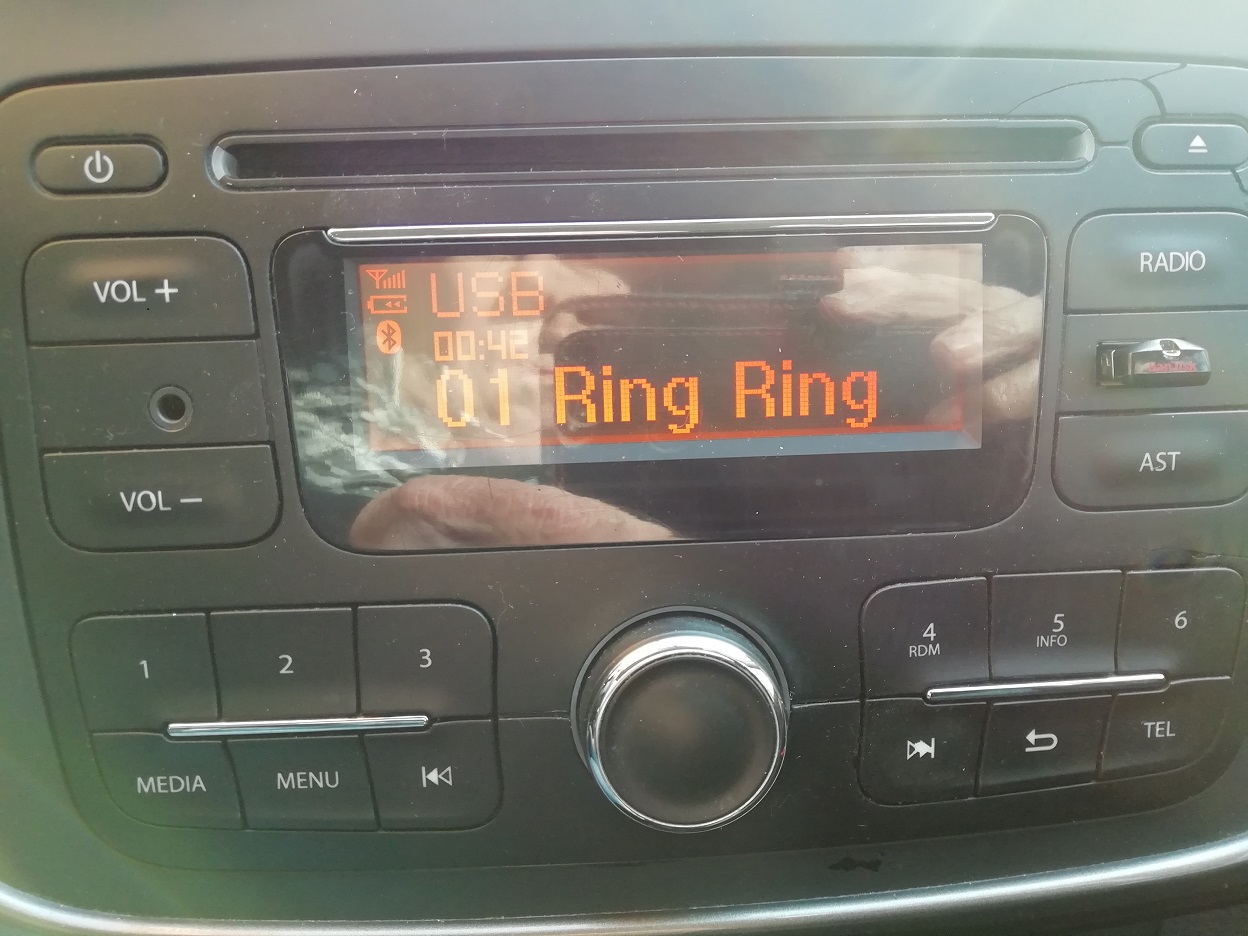 VOL +
RADIO
USB
00:42
01 Ring Ring
SanDisk
VOL −
AST
1
2
3
4
RDM
5
INFO
6
MEDIA
MENU
TEL